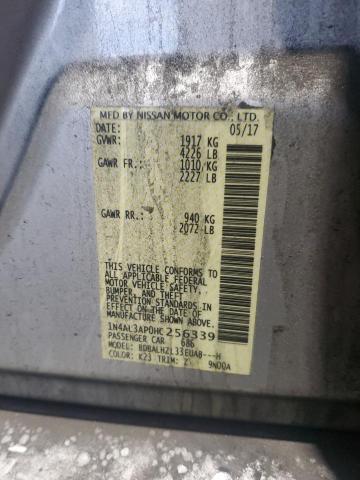 MFD BY NISSAN MOTOR CO., LTD.
DATE: 05/17
GVWR: 1917 KG
4226 LB
GAWR FR.: 1010 KG
2227 LB
GAWR RR.: 940 KG
2072 LB
THIS VEHICLE CONFORMS TO
ALL APPLICABLE FEDERAL
MOTOR VEHICLE SAFETY,
BUMPER, AND THEFT
PREVENTION STANDARDS IN
EFFECT ON THE DATE OF
MANUFACTURE SHOWN ABOVE.
1N4AL3AP0HC256339
PASSENGER CAR 686
MODEL: BDBALHZL33EUAB---H
COLOR: K23 TRIM: 9N00A